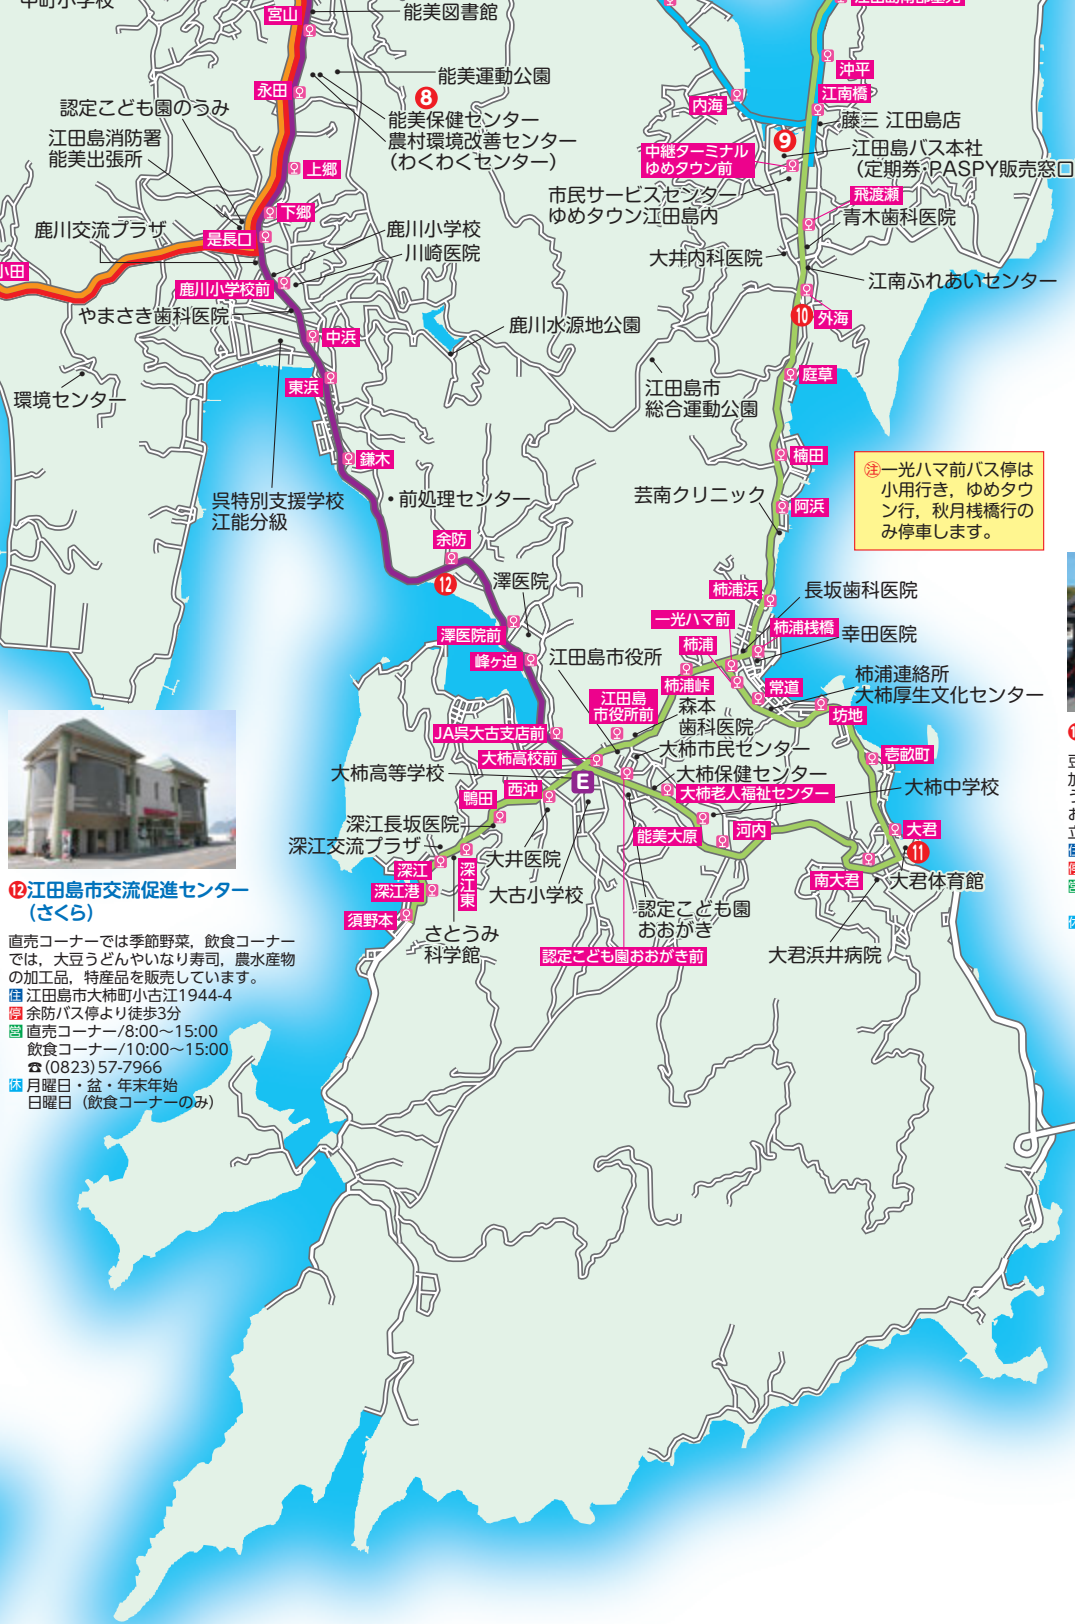 中町小学校
宮山
能美図書館
江田島南部墓苑
能美運動公園
沖平
永田
8
能美保健センター
農村環境改善センター
(わくわくセンター)
認定こども園のうみ
江田島消防署
能美出張所
内海
江南橋
藤三 江田島店
9
中継ターミナル
ゆめタウン前
江田島バス本社
(定期券・PASPY販売窓口
上郷
市民サービスセンター
ゆめタウン江田島内
飛渡瀬
青木歯科医院
下郷
鹿川交流プラザ
是長口
鹿川小学校
川崎医院
大井内科医院
小田
江南ふれあいセンター
鹿川小学校前
やまさき歯科医院
10
外海
鹿川水源地公園
中浜
東浜
庭草
江田島市
総合運動公園
環境センター
鎌木
楠田
注一光ハマ前バス停は
小用行き，ゆめタウ
ン行，秋月桟橋行の
み停車します。
呉特別支援学校
江能分級
前処理センター
芸南クリニック
阿浜
余防
12
澤医院
柿浦浜
長坂歯科医院
一光ハマ前
柿浦桟橋
幸田医院
澤医院前
峰ヶ迫
江田島市役所
柿浦
柿浦峠
常道
柿浦連絡所
大柿厚生文化センター
江田島
市役所前
森本
歯科医院
坊地
JA呉大古支店前
大柿市民センター
大柿高校前
壱畝町
大柿高等学校
E
大柿保健センター
大柿中学校
西沖
大柿老人福祉センター
鴨田
能美大原
河内
大君
11
深江長坂医院
深江交流プラザ
大井医院
深江
深江東
南大君
大君体育館
深江港
大古小学校
認定こども園
おおがき
須野本
さとうみ
科学館
認定こども園おおがき前
大君浜井病院
12江田島市交流促進センター
(さくら)
直売コーナーでは季節野菜，飲食コーナー
では，大豆うどんやいなり寿司，農水産物
の加工品，特産品を販売しています。
住 江田島市大柿町小古江1944-4
停 余防バス停より徒歩3分
営 直売コーナー/8:00～15:00
飲食コーナー/10:00～15:00
☎(0823)57-7966
休 月曜日・盆・年末年始
日曜日（飲食コーナーのみ）